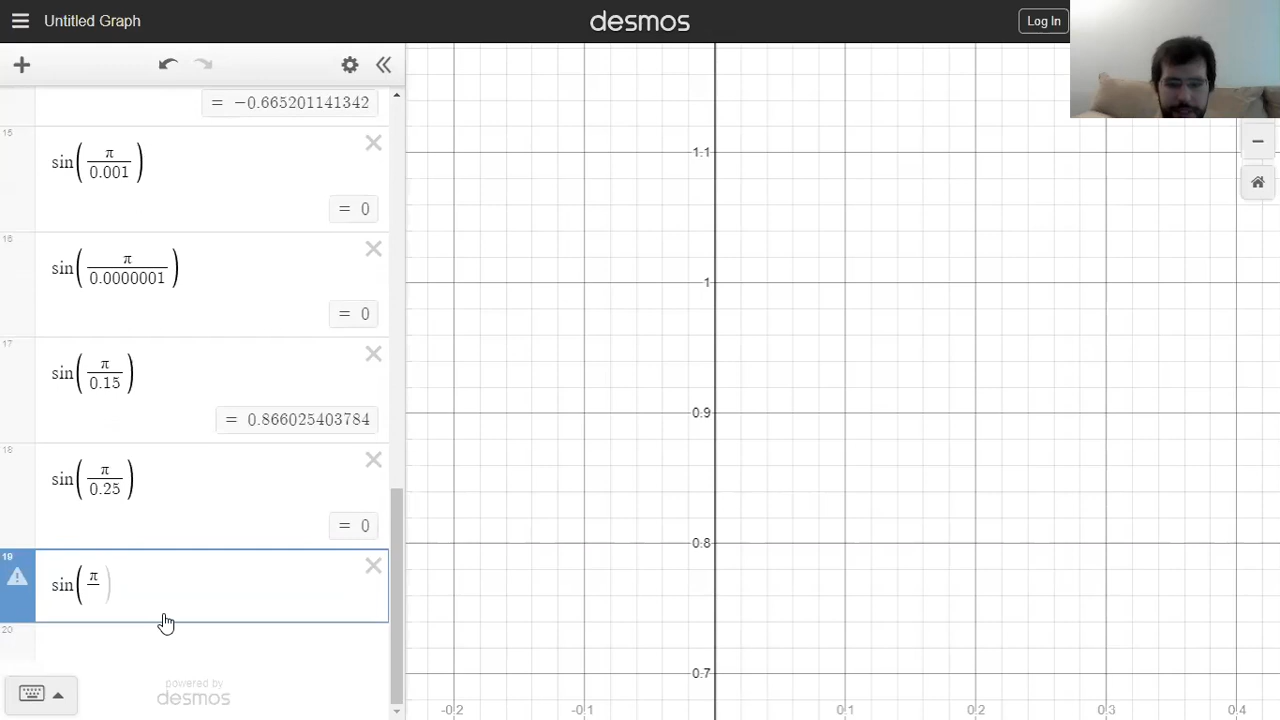 Untitled Graph
desmos
Log In
= −0.665201141342
15
sin(π/0.001)
= 0
16
sin(π/0.0000001)
= 0
17
sin(π/0.15)
= 0.866025403784
18
sin(π/0.25)
= 0
19
sin(π/ )
20
powered by
desmos
1.1
1
0.9
0.8
0.7
-0.2
-0.1
0.1
0.2
0.3
0.4